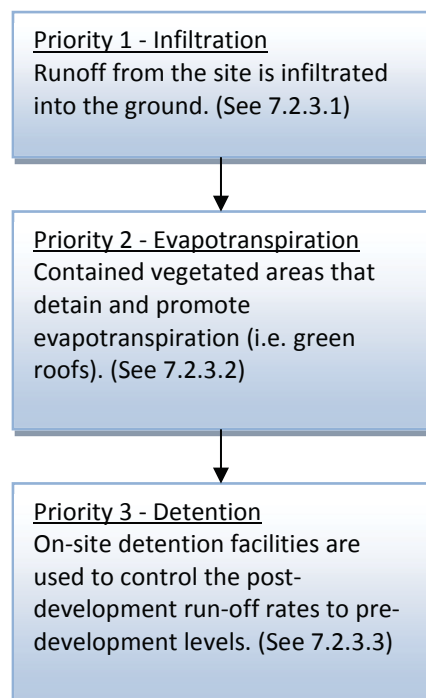 Priority 1 - Infiltration
Runoff from the site is infiltrated
into the ground. (See 7.2.3.1)
Priority 2 - Evapotranspiration
Contained vegetated areas that
detain and promote
evapotranspiration (i.e. green
roofs). (See 7.2.3.2)
Priority 3 - Detention
On-site detention facilities are
used to control the post-
development run-off rates to pre-
development levels. (See 7.2.3.3)